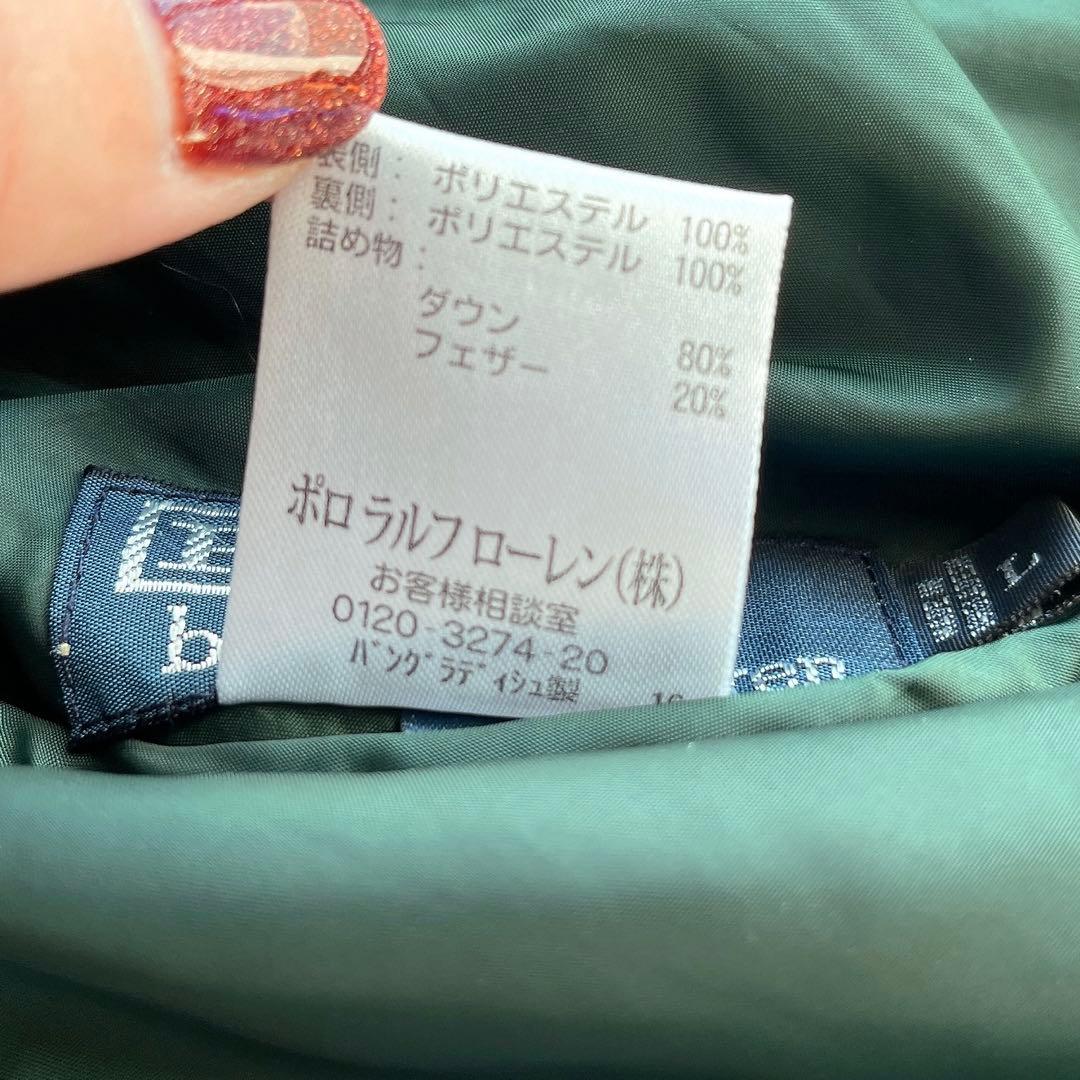 表側: ポリエステル 100%
裏側: ポリエステル 100%
詰め物:
ダウン 80%
フェザー 20%
ポロ ラルフ ローレン(株)
お客様相談室
0120-3274-20
バングラディシュ製
L